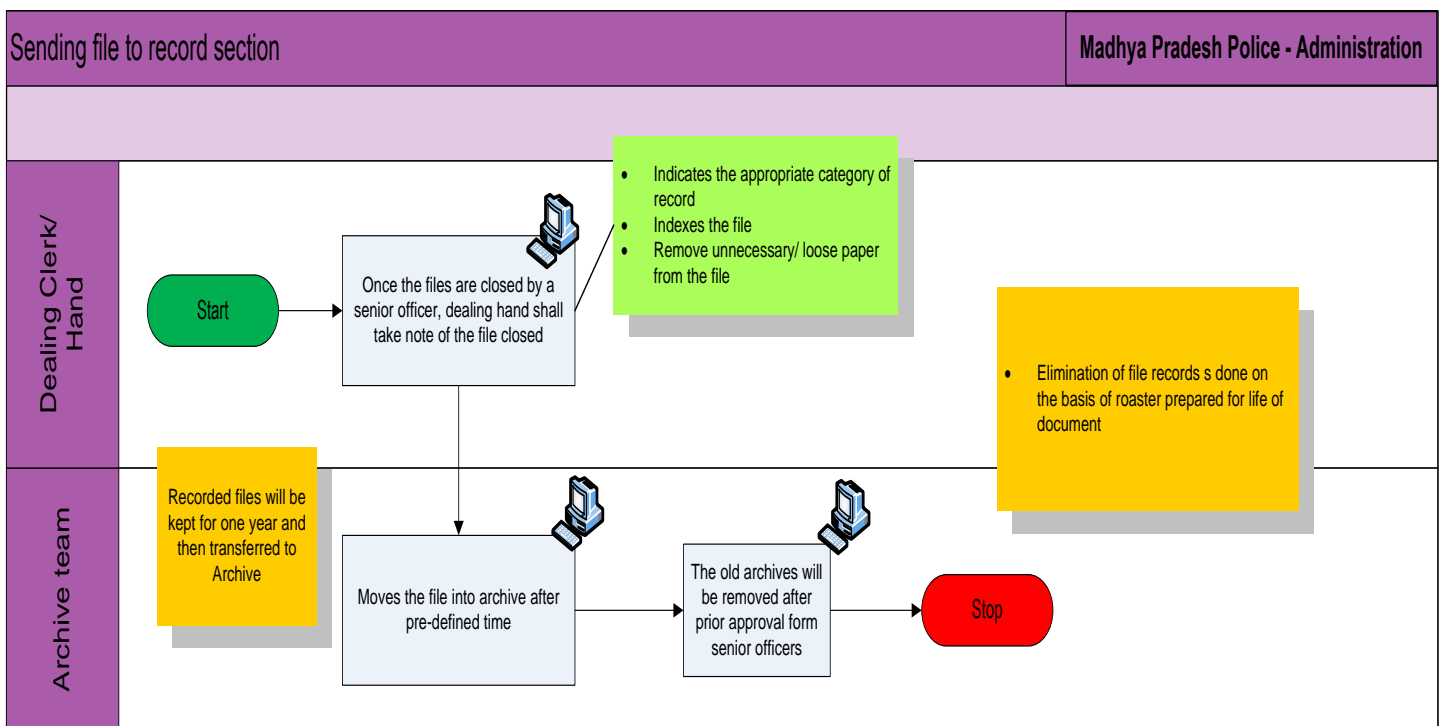 Sending file to record section
Madhya Pradesh Police - Administration
Dealing Clerk/
Hand
Start
Once the files are closed by a
senior officer, dealing hand shall
take note of the file closed
• Indicates the appropriate category of
record
• Indexes the file
• Remove unnecessary/ loose paper
from the file
• Elimination of file records s done on
the basis of roaster prepared for life of
document
Archive team
Recorded files will be
kept for one year and
then transferred to
Archive
Moves the file into archive after
pre-defined time
The old archives will
be removed after
prior approval form
senior officers
Stop